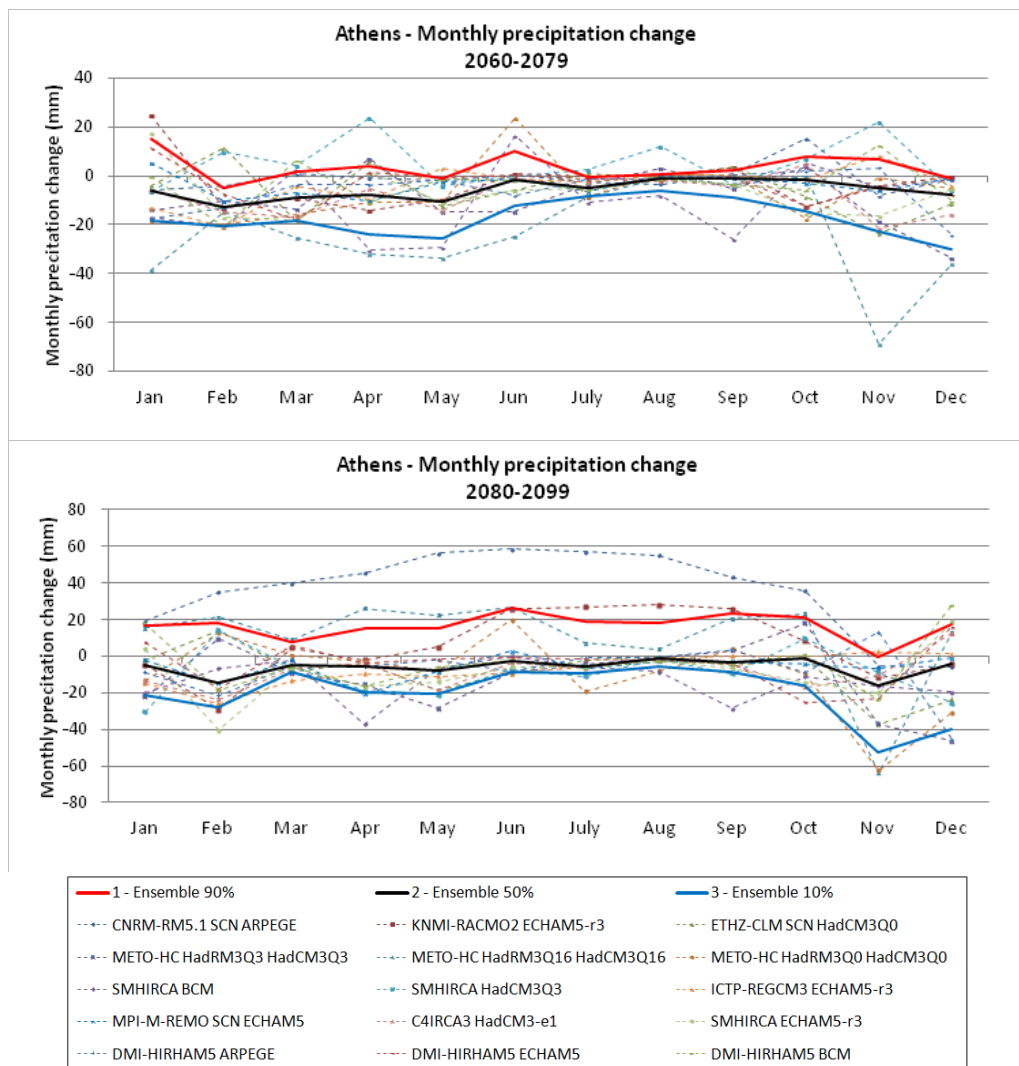 Athens - Monthly precipitation change
2060-2079
Monthly precitation change (mm)
40
20
0
-20
-40
-60
-80
Jan Feb Mar Apr May Jun July Aug Sep Oct Nov Dec
Athens - Monthly precipitation change
2080-2099
Monthly precipitation change (mm)
80
60
40
20
0
-20
-40
-60
-80
Jan Feb Mar Apr May Jun July Aug Sep Oct Nov Dec
1 - Ensemble 90% 2 - Ensemble 50% 3 - Ensemble 10%
CNRM-RM5.1 SCN ARPEGE KNMI-RACMO2 ECHAM5-r3 ETHZ-CLM SCN HadCM3Q0
METO-HC HadRM3Q3 HadCM3Q3 METO-HC HadRM3Q16 HadCM3Q16 METO-HC HadRM3Q0 HadCM3Q0
SMHIRCA BCM SMHIRCA HadCM3Q3 ICTP-REGCM3 ECHAM5-r3
MPI-M-REMO SCN ECHAM5 C4IRCA3 HadCM3-e1 SMHIRCA ECHAM5-r3
DMI-HIRHAM5 ARPEGE DMI-HIRHAM5 ECHAM5 DMI-HIRHAM5 BCM